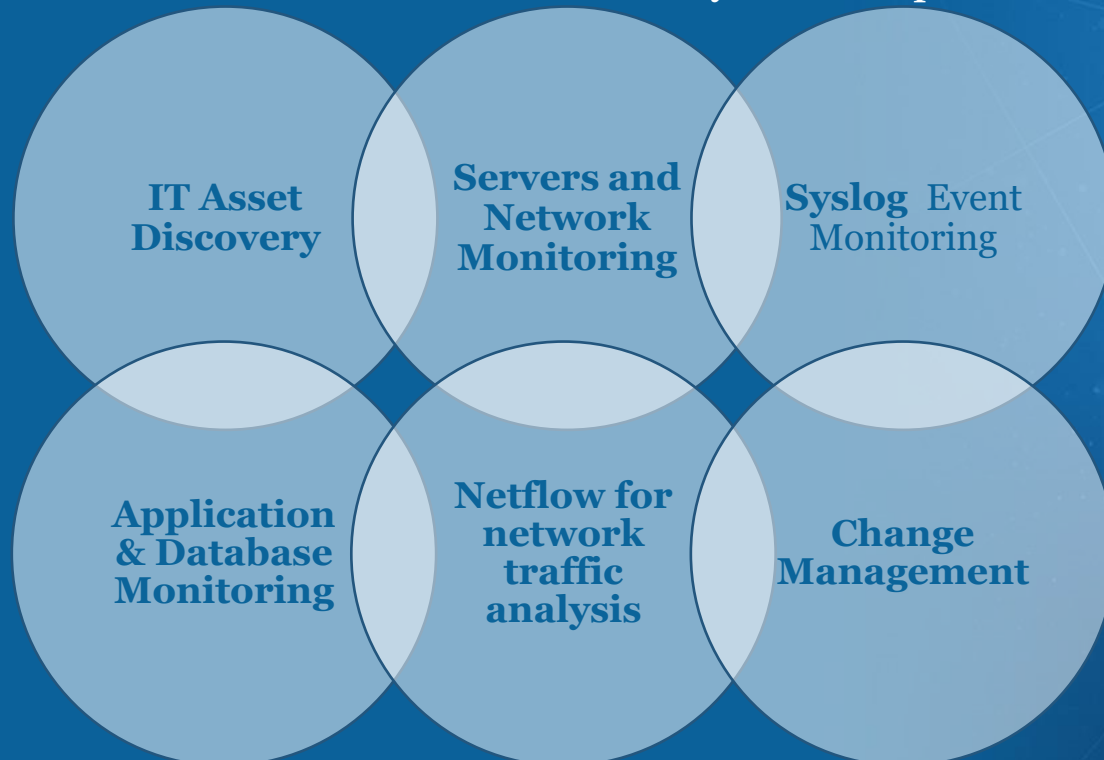 IT Asset
Discovery
Servers and
Network
Monitoring
Syslog Event
Monitoring
Application
& Database
Monitoring
Netflow for
network
traffic
analysis
Change
Management